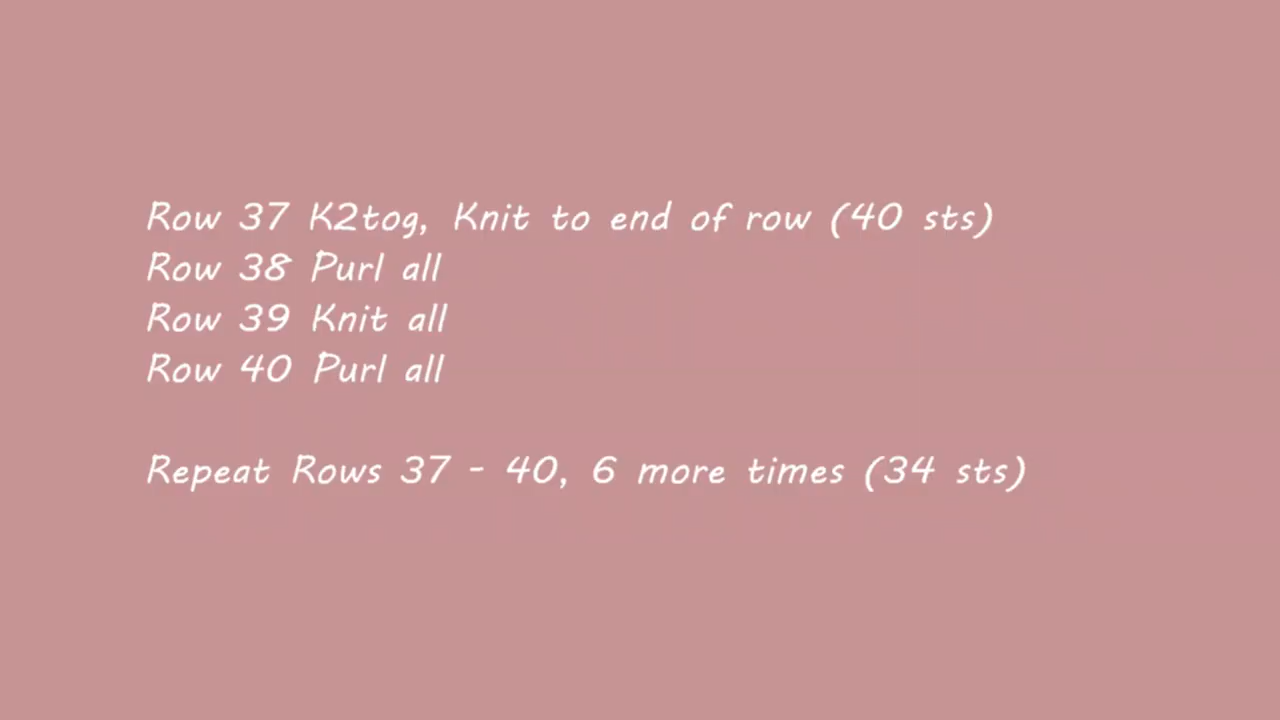 Row 37 K2tog, Knit to end of row (40 sts)
Row 38 Purl all
Row 39 Knit all
Row 40 Purl all
Repeat Rows 37 - 40, 6 more times (34 sts)